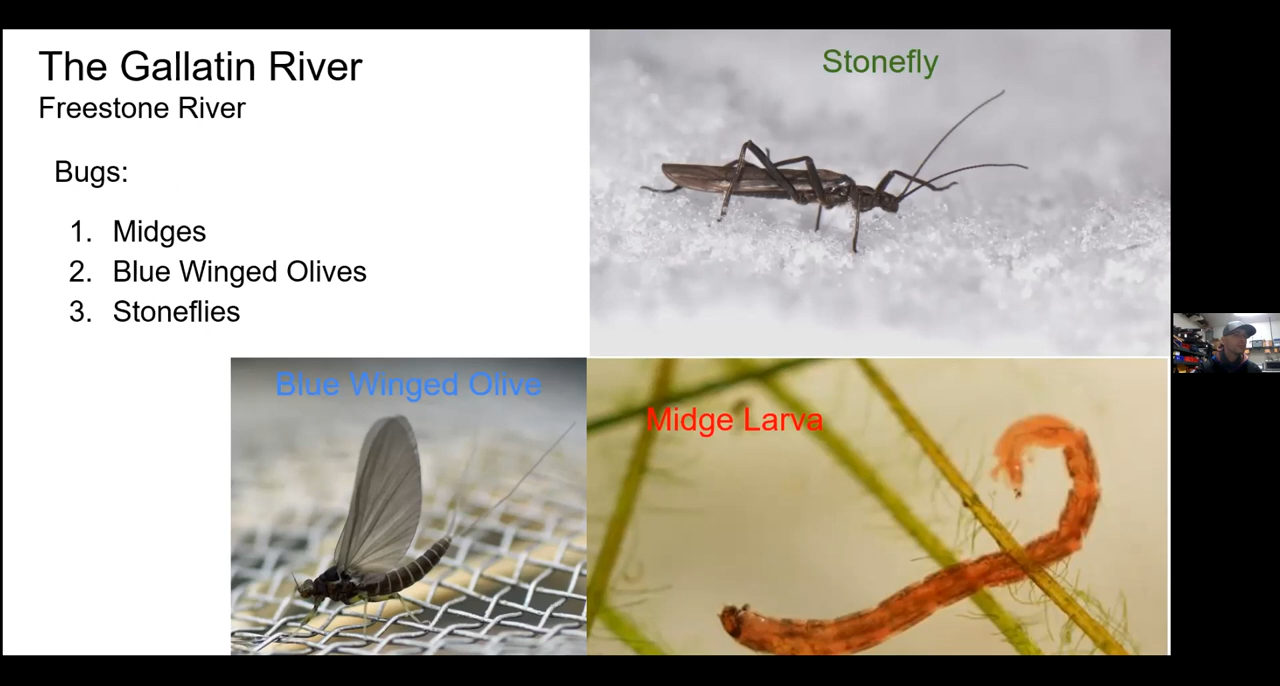 The Gallatin River
Freestone River
Bugs:
1. Midges
2. Blue Winged Olives
3. Stoneflies
Stonefly
Blue Winged Olive
Midge Larva